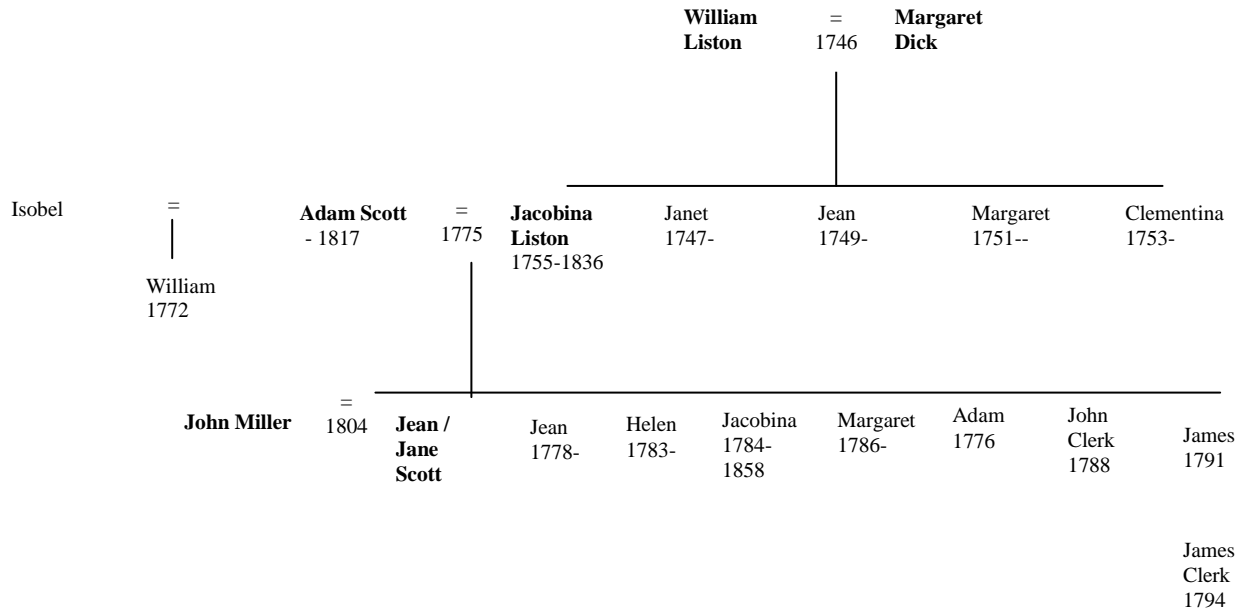 William
Liston
=
1746
Margaret
Dick
Isobel
=
William
1772
Adam Scott
- 1817
=
1775
Jacobina
Liston
1755-1836
Janet
1747-
Jean
1749-
Margaret
1751--
Clementina
1753-
John Miller
=
1804
Jean /
Jane
Scott
Jean
1778-
Helen
1783-
Jacobina
1784-
1858
Margaret
1786-
Adam
1776
John
Clerk
1788
James
1791
James
Clerk
1794